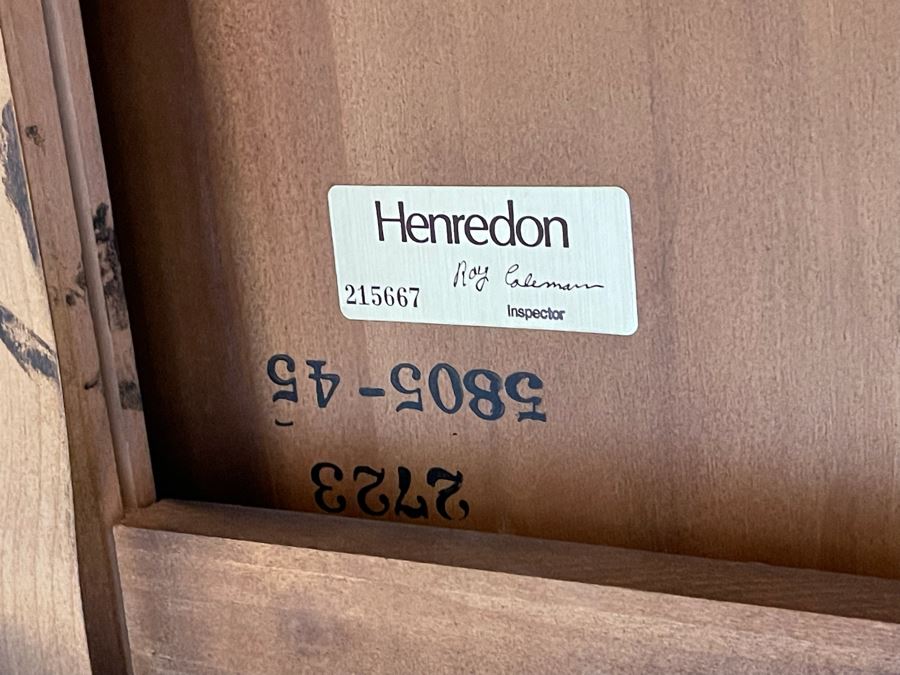 Henredon
Roy Coleman
215667
Inspector
5805-45
2723